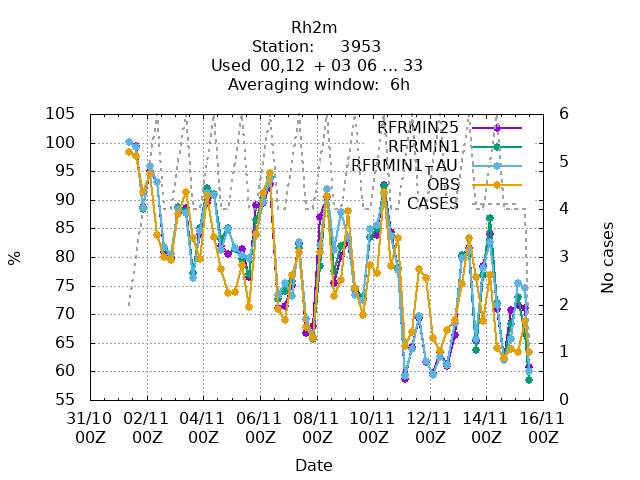 Rh2m
Station: 3953
Used 00,12 + 03 06 ... 33
Averaging window: 6h
105
100
95
90
85
80
75
70
65
60
55
%
6
5
4
3
2
1
0
No cases
RFRMIN25
RFRMIN1
RFRMIN1-AU
OBS
CASES
31/10 02/11 04/11 06/11 08/11 10/11 12/11 14/11 16/11
00Z 00Z 00Z 00Z 00Z 00Z 00Z 00Z 00Z
Date